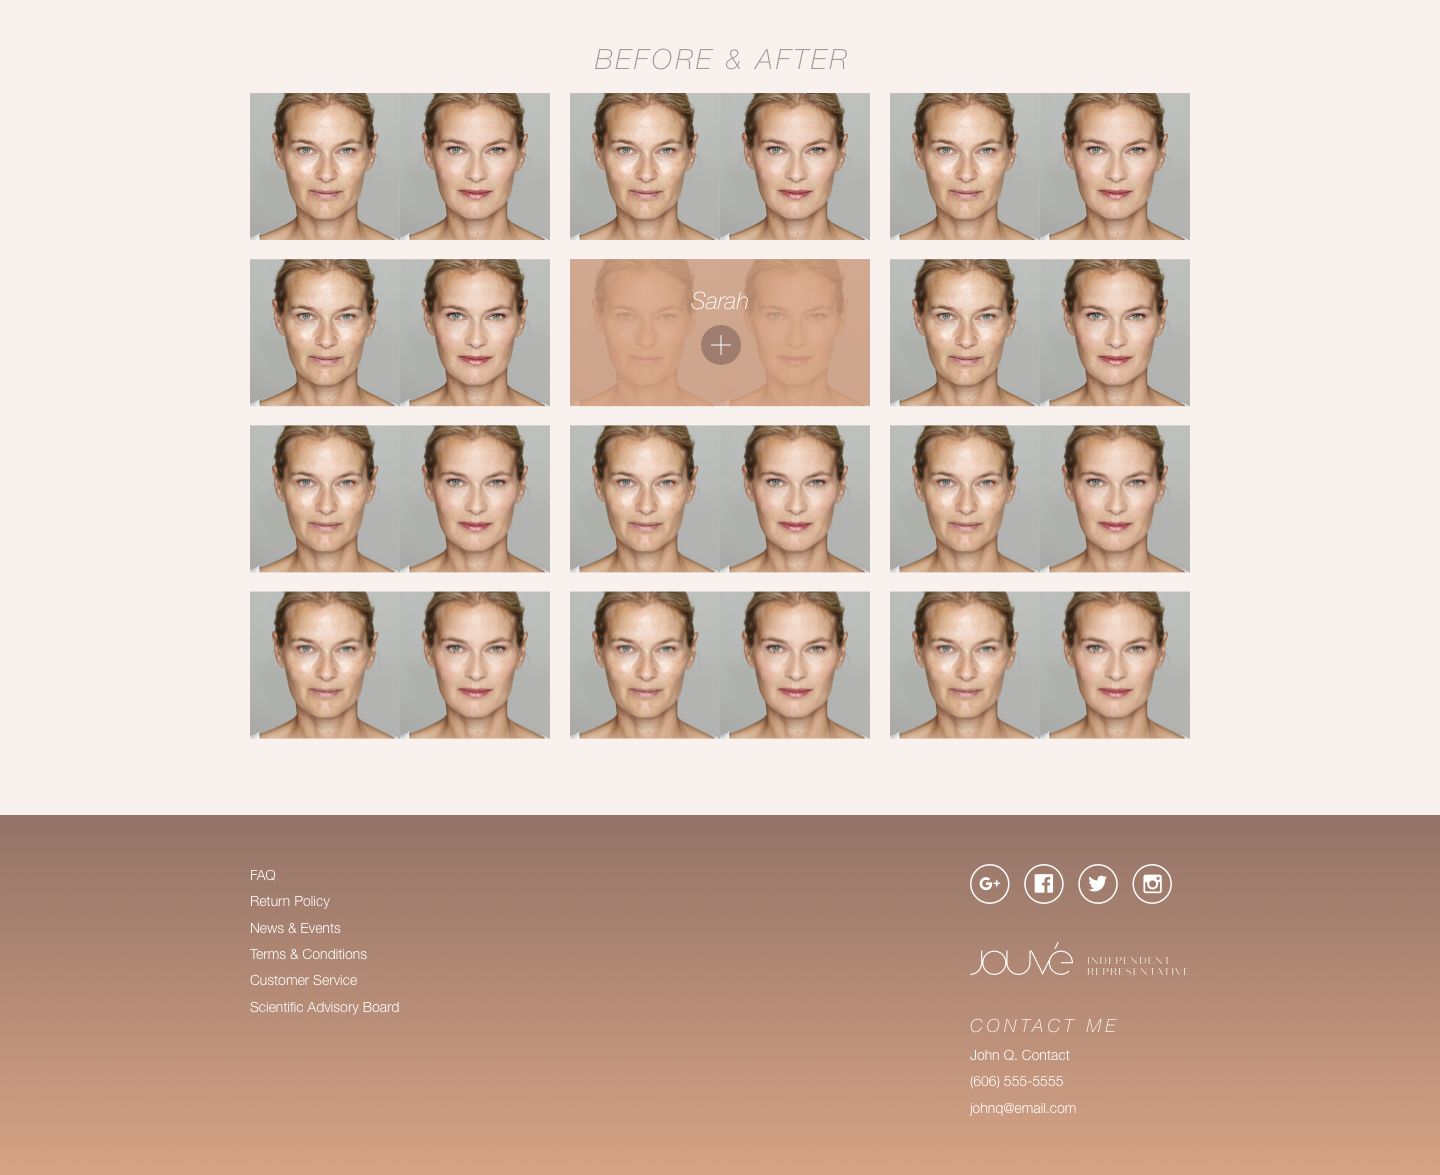 BEFORE & AFTER
Sarah
FAQ
Return Policy
News & Events
Terms & Conditions
Customer Service
Scientific Advisory Board
JOUVÉ
INDEPENDENT
REPRESENTATIVE
CONTACT ME
John Q. Contact
(606) 555-5555
johnq@email.com